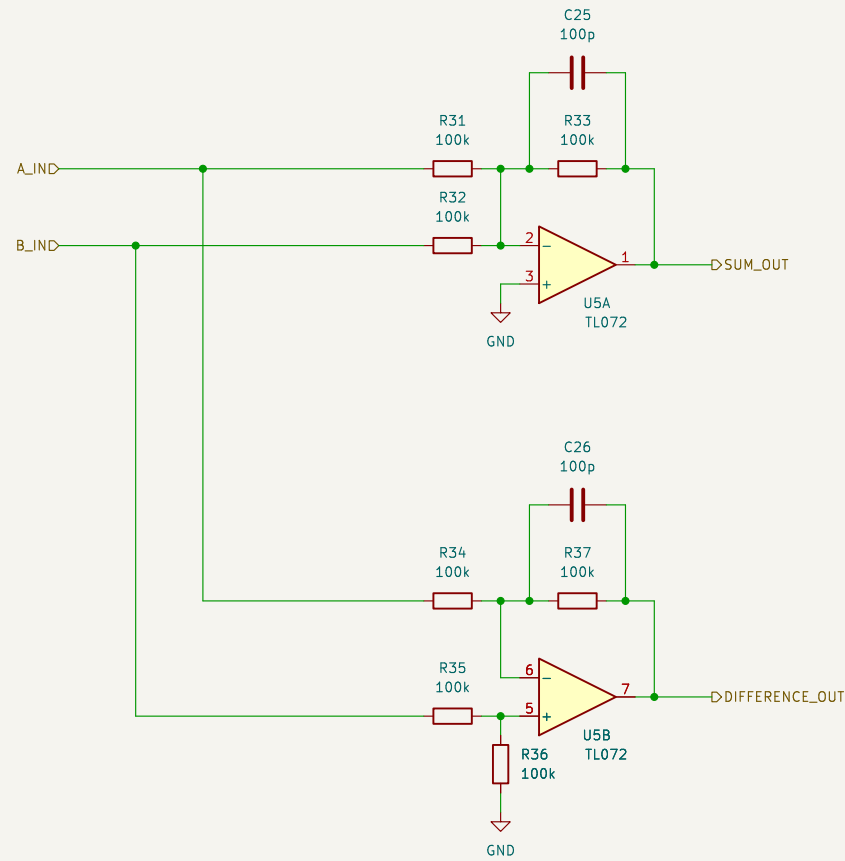 C25
100p
R31
100k
R33
100k
A_IN
R32
100k
B_IN
2
−
1
SUM_OUT
3
+
U5A
TL072
GND
C26
100p
R34
100k
R37
100k
R35
100k
6
−
7
DIFFERENCE_OUT
5
+
U5B
TL072
R36
100k
GND